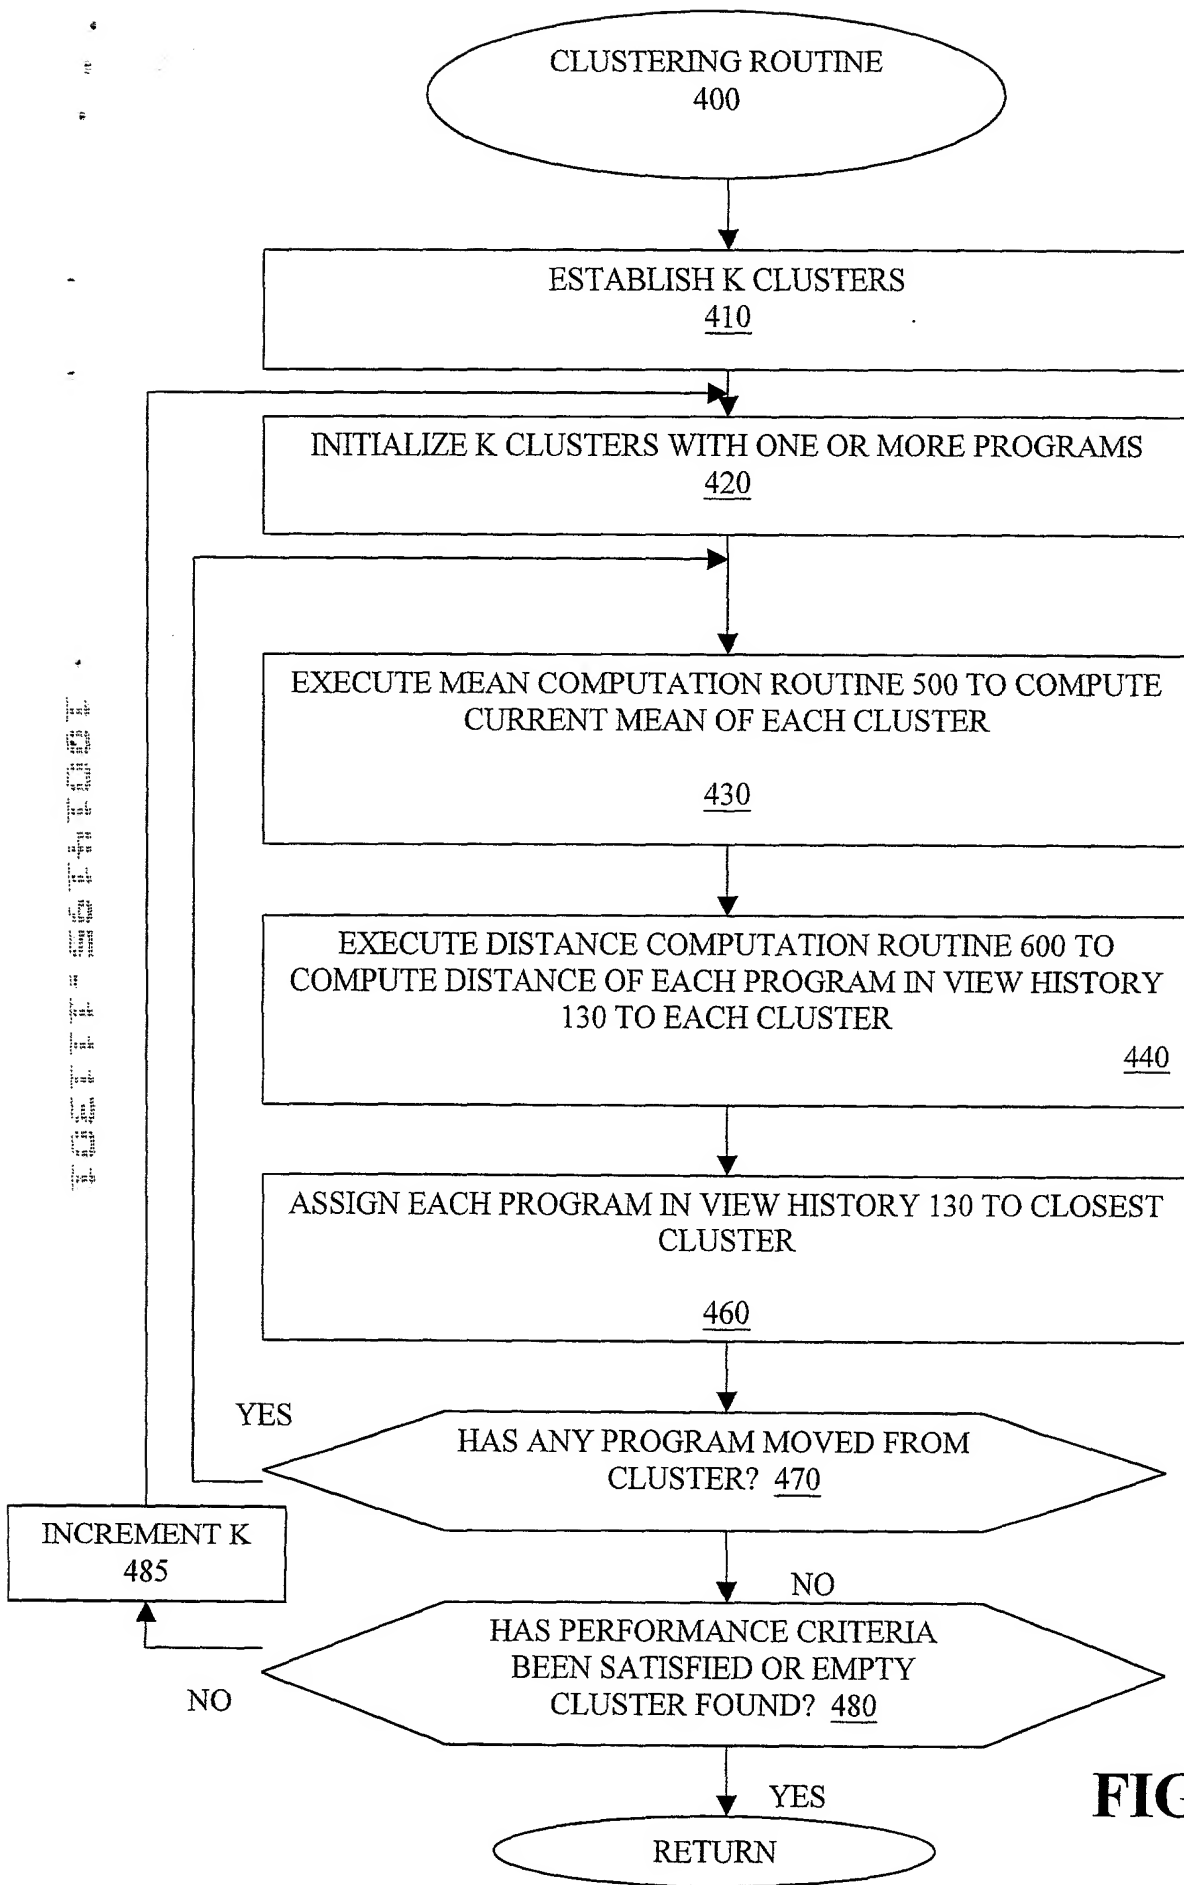 CLUSTERING ROUTINE
400
ESTABLISH K CLUSTERS
410
INITIALIZE K CLUSTERS WITH ONE OR MORE PROGRAMS
420
EXECUTE MEAN COMPUTATION ROUTINE 500 TO COMPUTE
CURRENT MEAN OF EACH CLUSTER
430
EXECUTE DISTANCE COMPUTATION ROUTINE 600 TO
COMPUTE DISTANCE OF EACH PROGRAM IN VIEW HISTORY
130 TO EACH CLUSTER
440
ASSIGN EACH PROGRAM IN VIEW HISTORY 130 TO CLOSEST
CLUSTER
460
YES
HAS ANY PROGRAM MOVED FROM
CLUSTER? 470
INCREMENT K
485
NO
HAS PERFORMANCE CRITERIA
BEEN SATISFIED OR EMPTY
CLUSTER FOUND? 480
NO
YES
FIG
RETURN
10014195.111301